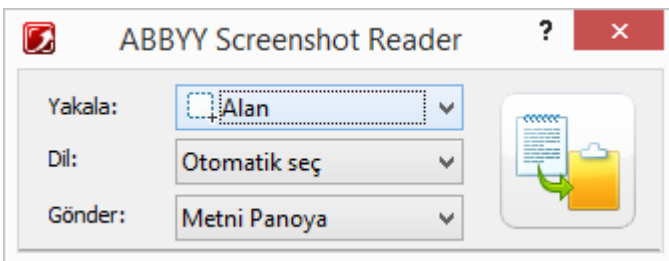 ABBYY Screenshot Reader ? ×
Yakala: Alan
Dil: Otomatik seç
Gönder: Metni Panoya